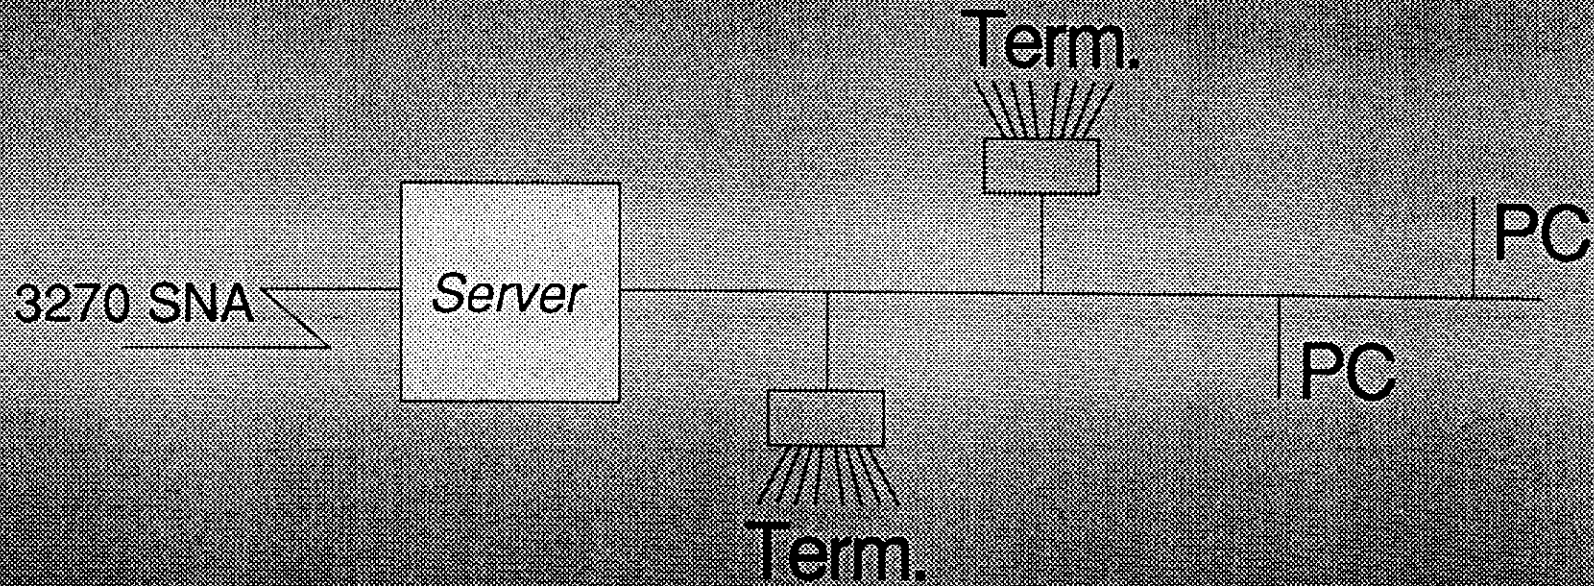 Term.
PC
3270 SNA
Server
PC
Term.